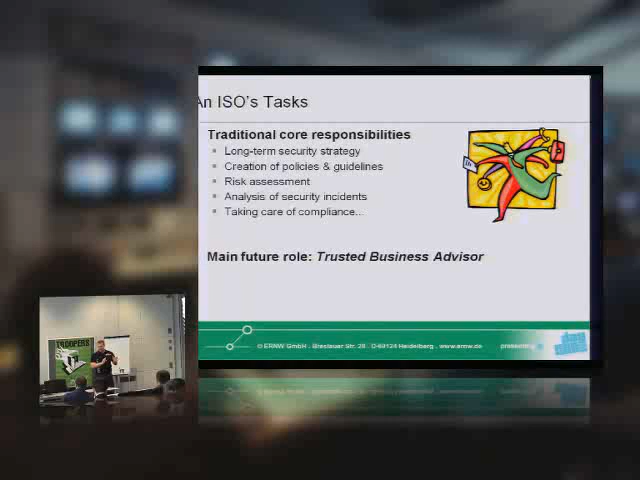 An ISO's Tasks
Traditional core responsibilities
Long-term security strategy
Creation of policies & guidelines
Risk assessment
Analysis of security incidents
Taking care of compliance...
Main future role: Trusted Business Advisor
© ERNW GmbH . Breslauer Str. 28 . D-69124 Heidelberg . www.ernw.de
TROOPERS